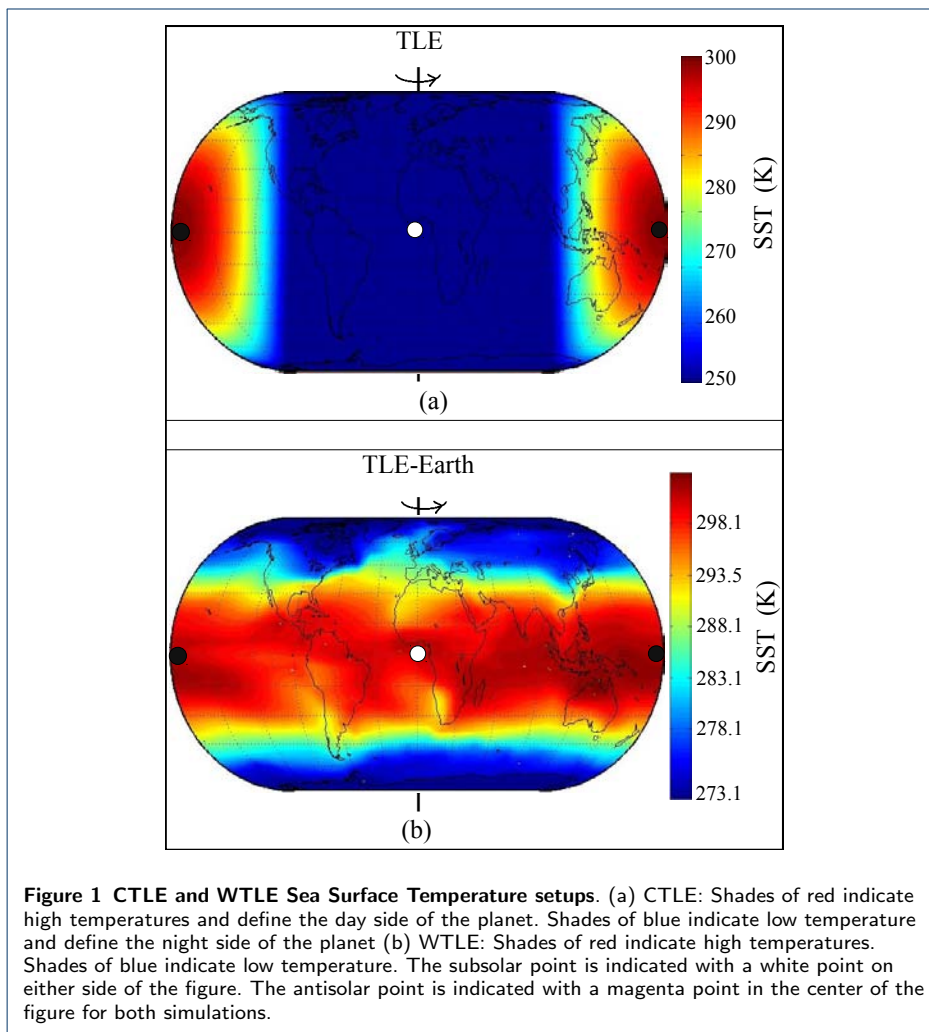 TLE
300
290
280
270
260
250
SST (K)
(a)
TLE-Earth
298.1
293.5
288.1
283.1
278.1
273.1
SST (K)
(b)
Figure 1 CTLE and WTLE Sea Surface Temperature setups. (a) CTLE: Shades of red indicate
high temperatures and define the day side of the planet. Shades of blue indicate low temperature
and define the night side of the planet (b) WTLE: Shades of red indicate high temperatures.
Shades of blue indicate low temperature. The subsolar point is indicated with a white point on
either side of the figure. The antisolar point is indicated with a magenta point in the center of the
figure for both simulations.